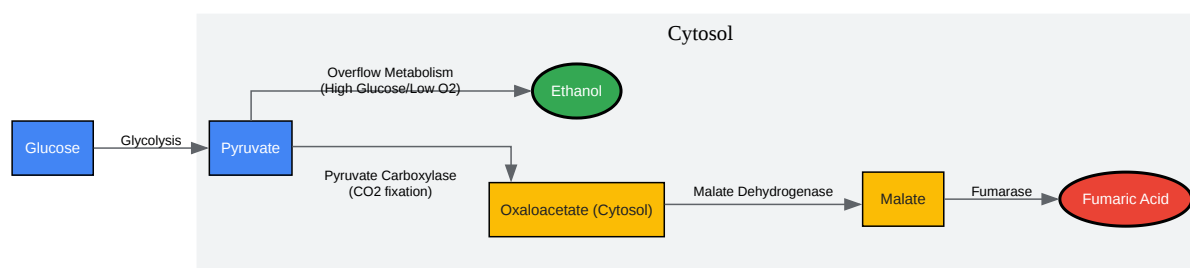 Cytosol
Overflow Metabolism
(High Glucose/Low O2)
Ethanol
Glucose
Glycolysis
Pyruvate
Pyruvate Carboxylase
(CO2 fixation)
Oxaloacetate (Cytosol)
Malate Dehydrogenase
Malate
Fumarase
Fumaric Acid